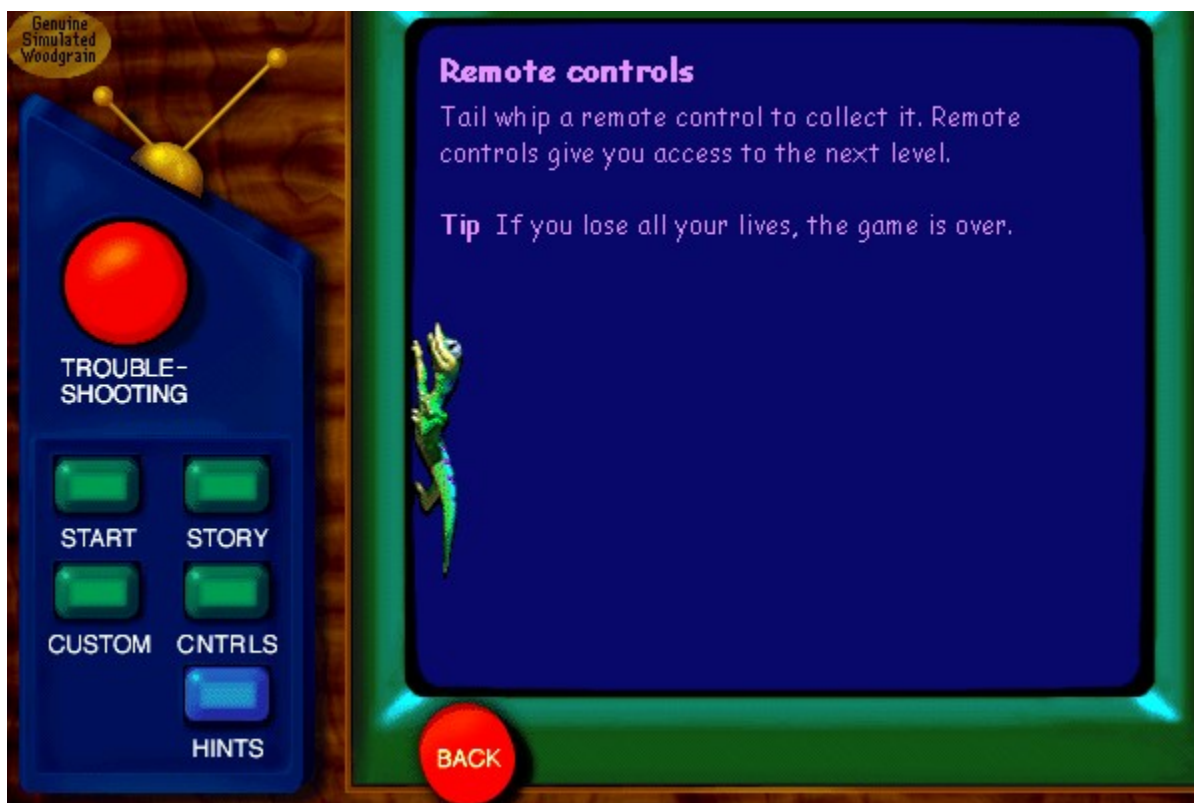 Genuine
Simulated
Woodgrain
Remote controls
Tail whip a remote control to collect it. Remote
controls give you access to the next level.
Tip If you lose all your lives, the game is over.
TROUBLE-
SHOOTING
START STORY
CUSTOM CNTRLS
HINTS
BACK